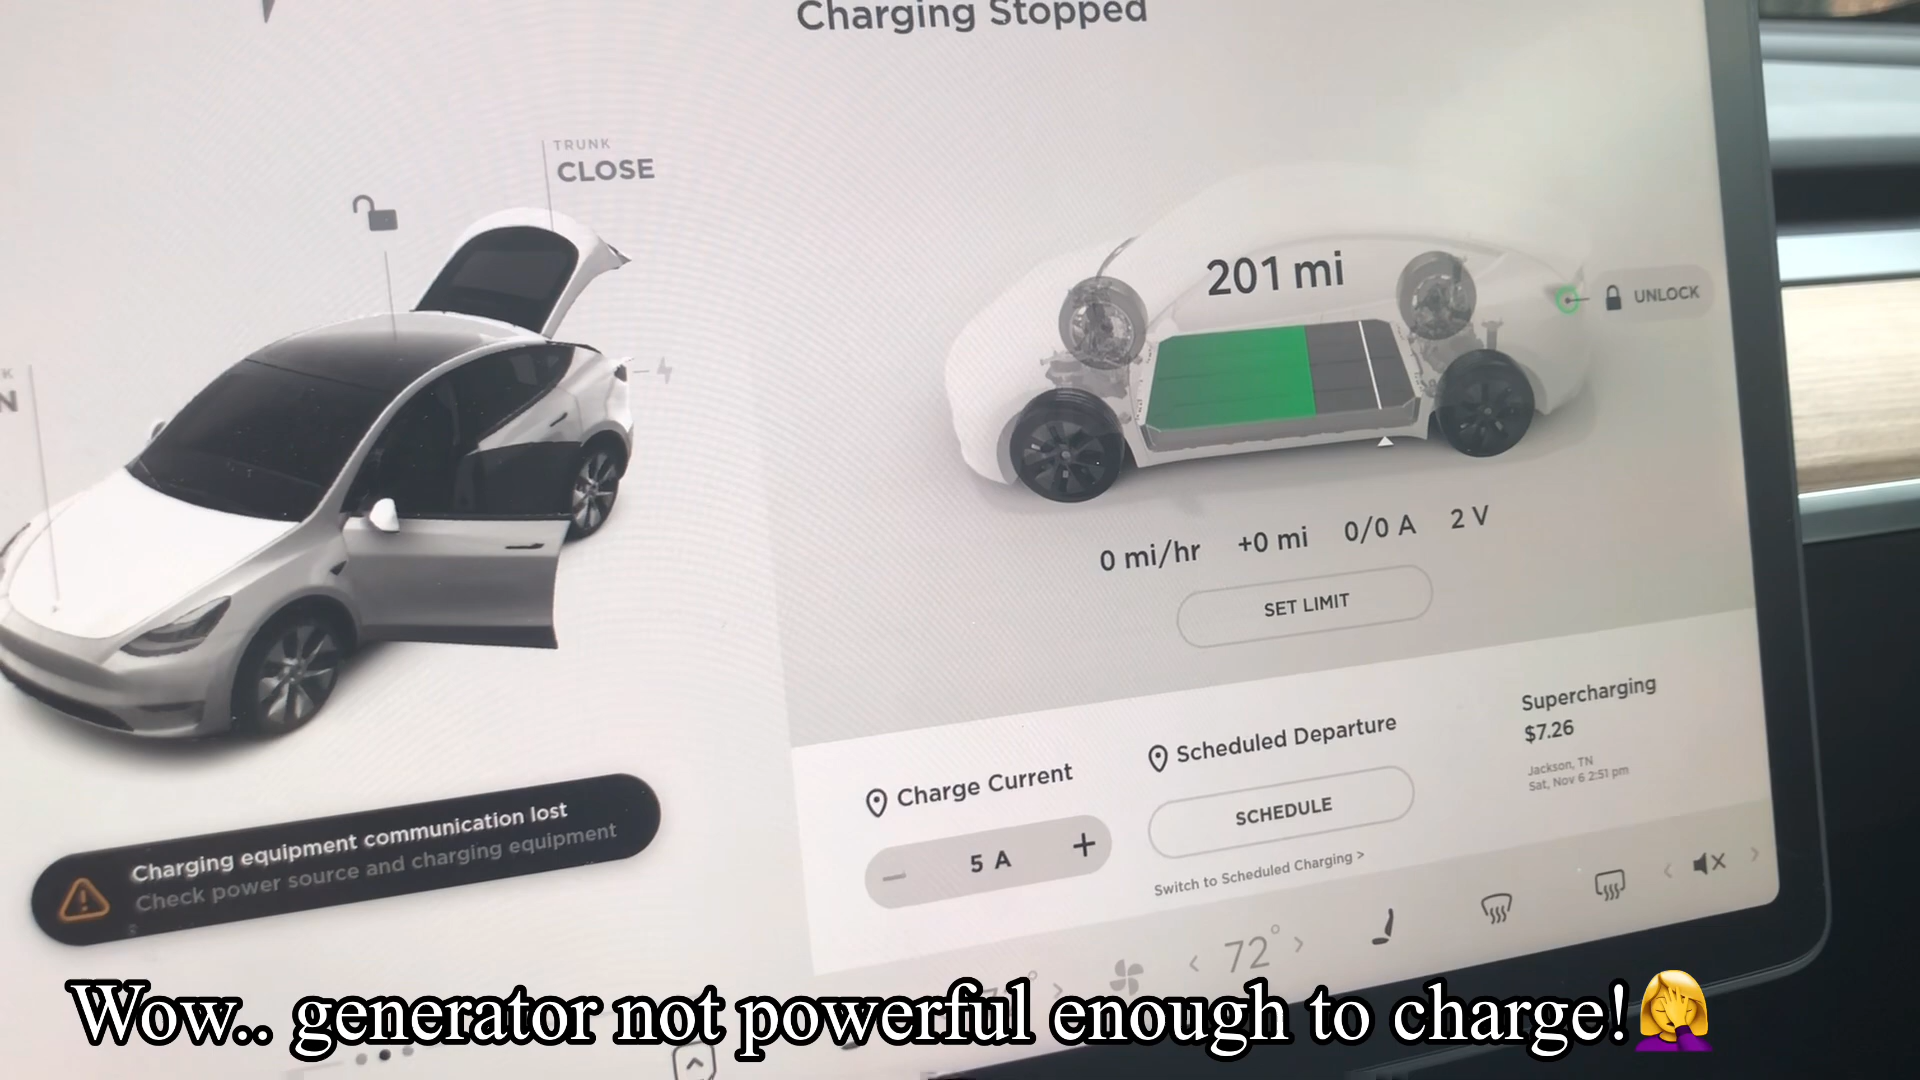 Charging Stopped
TRUNK
CLOSE
K
N
201 mi
UNLOCK
0 mi/hr +0 mi 0/0 A 2 V
SET LIMIT
Charging equipment communication lost
Check power source and charging equipment
Charge Current
5 A
Scheduled Departure
SCHEDULE
Switch to Scheduled Charging >
Supercharging
$7.26
Jackson, TN
Sat, Nov 6 2:51 pm
72°
Wow.. generator not powerful enough to charge!🤦‍♀️